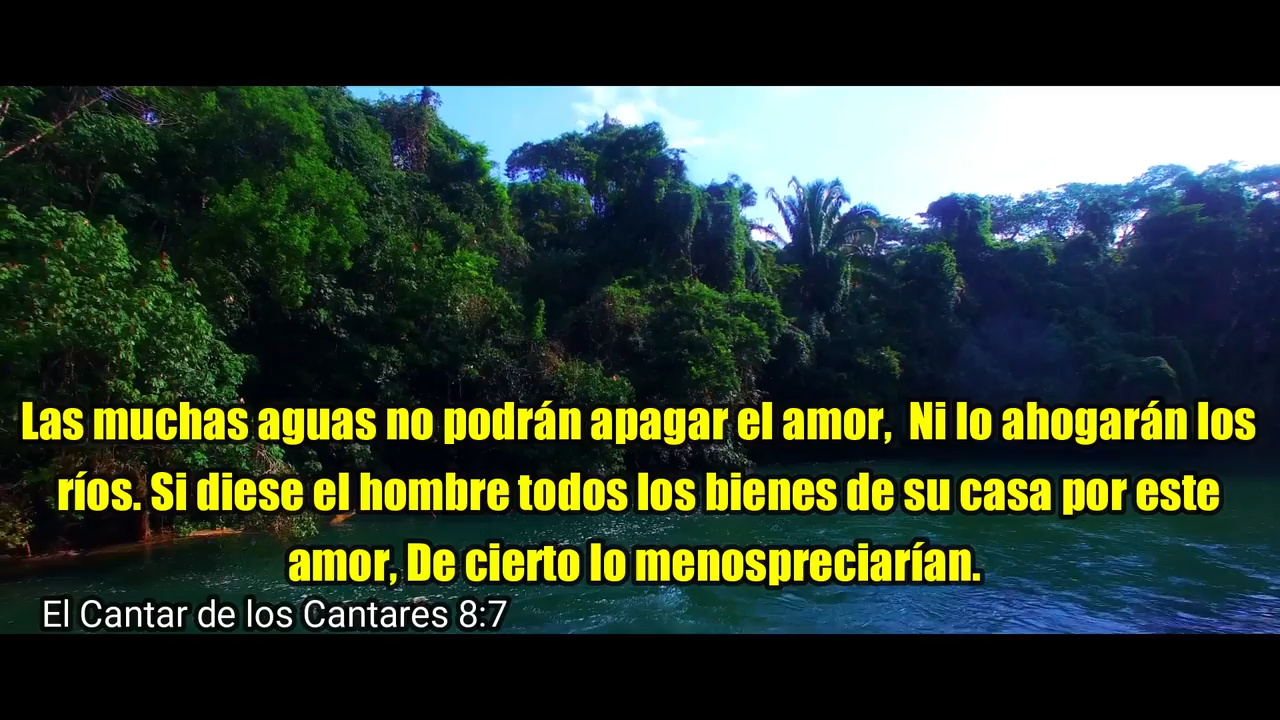 Las muchas aguas no podrán apagar el amor,  Ni lo ahogarán los
ríos. Si diese el hombre todos los bienes de su casa por este
amor, De cierto lo menospreciarían.
El Cantar de los Cantares 8:7